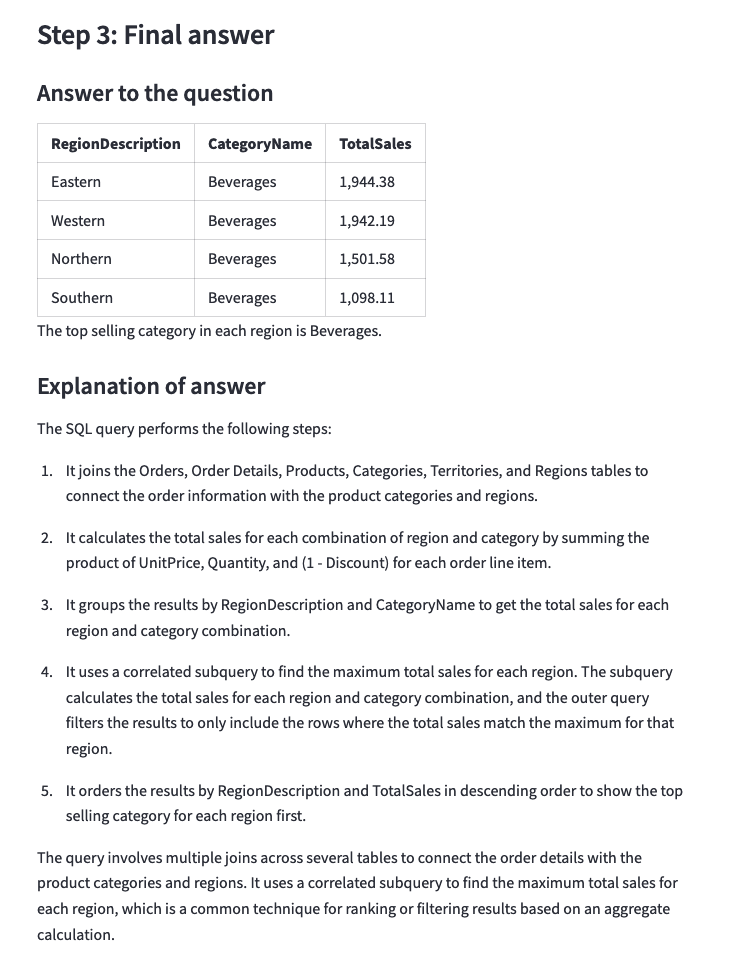 Step 3: Final answer
Answer to the question
RegionDescription CategoryName TotalSales
Eastern Beverages 1,944.38
Western Beverages 1,942.19
Northern Beverages 1,501.58
Southern Beverages 1,098.11
The top selling category in each region is Beverages.
Explanation of answer
The SQL query performs the following steps:
1. It joins the Orders, Order Details, Products, Categories, Territories, and Regions tables to
connect the order information with the product categories and regions.
2. It calculates the total sales for each combination of region and category by summing the
product of UnitPrice, Quantity, and (1 - Discount) for each order line item.
3. It groups the results by RegionDescription and CategoryName to get the total sales for each
region and category combination.
4. It uses a correlated subquery to find the maximum total sales for each region. The subquery
calculates the total sales for each region and category combination, and the outer query
filters the results to only include the rows where the total sales match the maximum for that
region.
5. It orders the results by RegionDescription and TotalSales in descending order to show the top
selling category for each region first.
The query involves multiple joins across several tables to connect the order details with the
product categories and regions. It uses a correlated subquery to find the maximum total sales for
each region, which is a common technique for ranking or filtering results based on an aggregate
calculation.